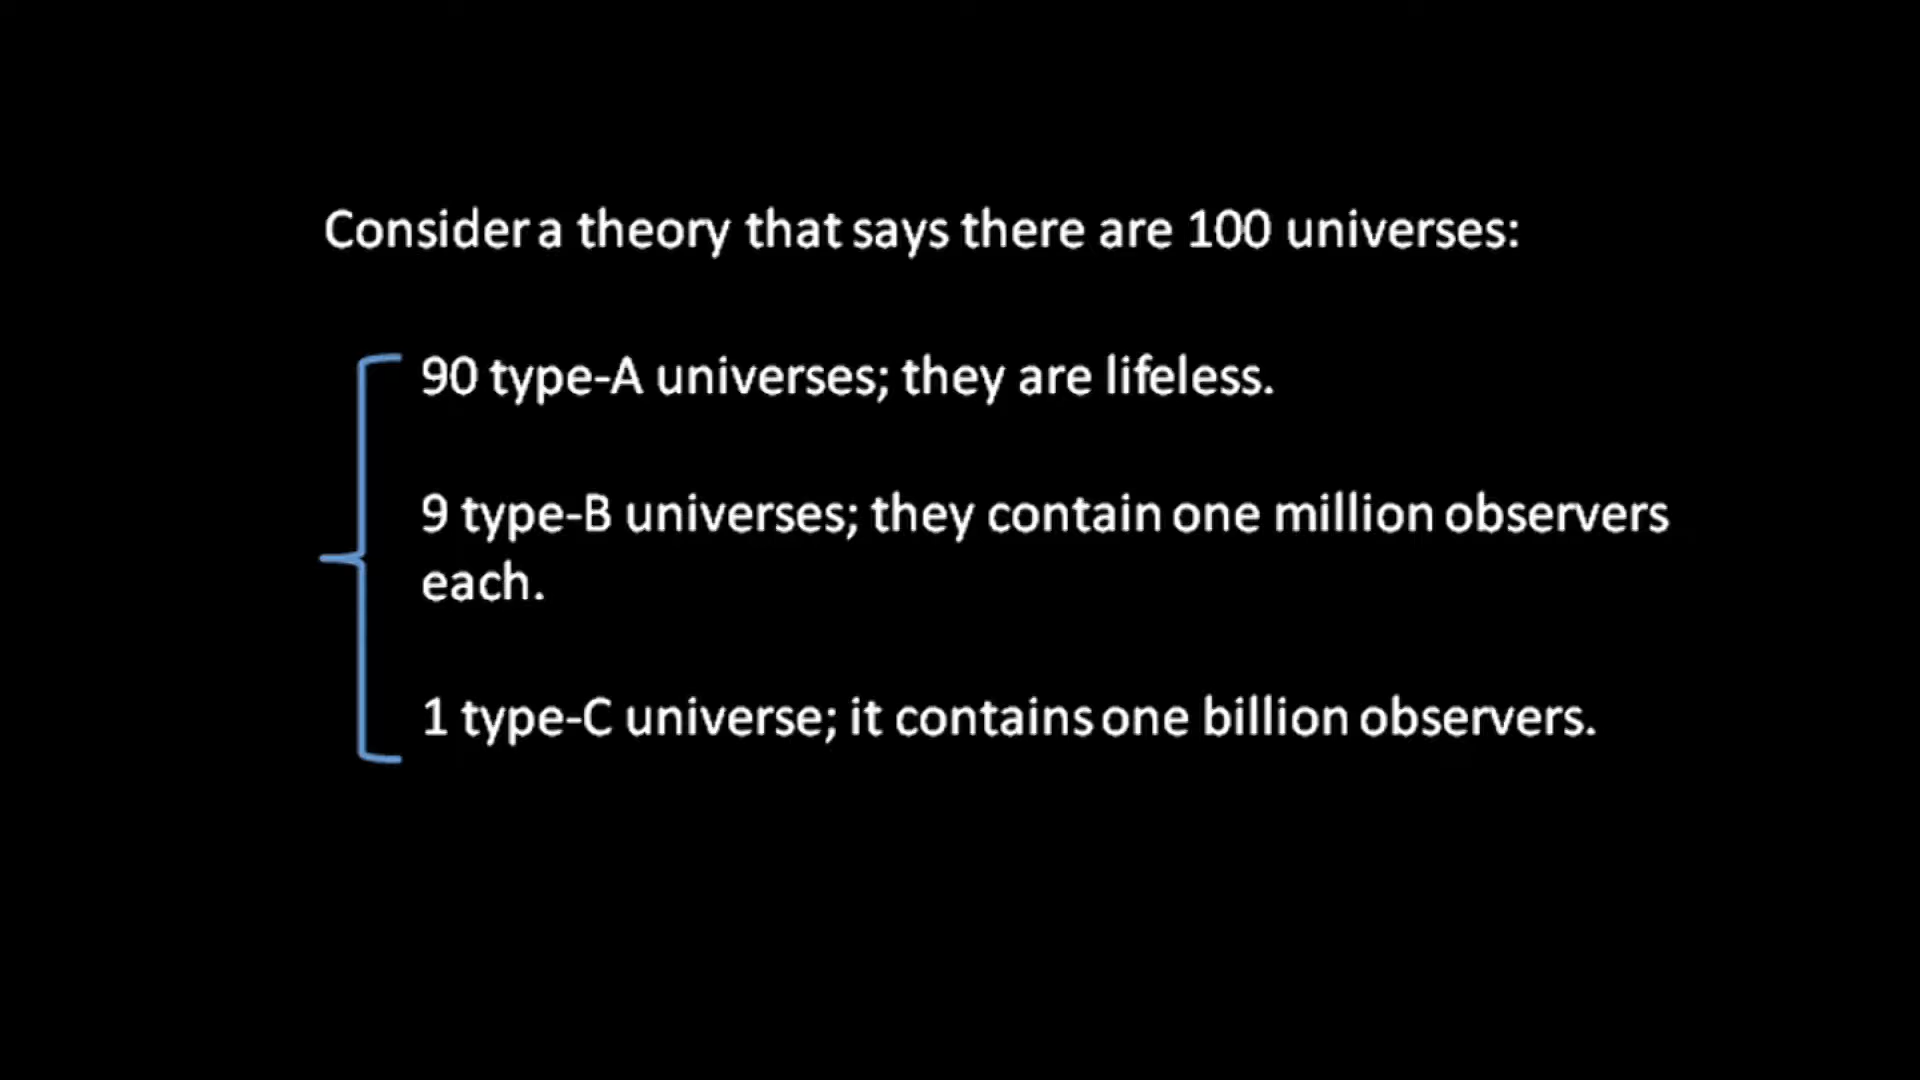 Consider a theory that says there are 100 universes:
90 type-A universes; they are lifeless.
9 type-B universes; they contain one million observers
each.
1 type-C universe; it contains one billion observers.